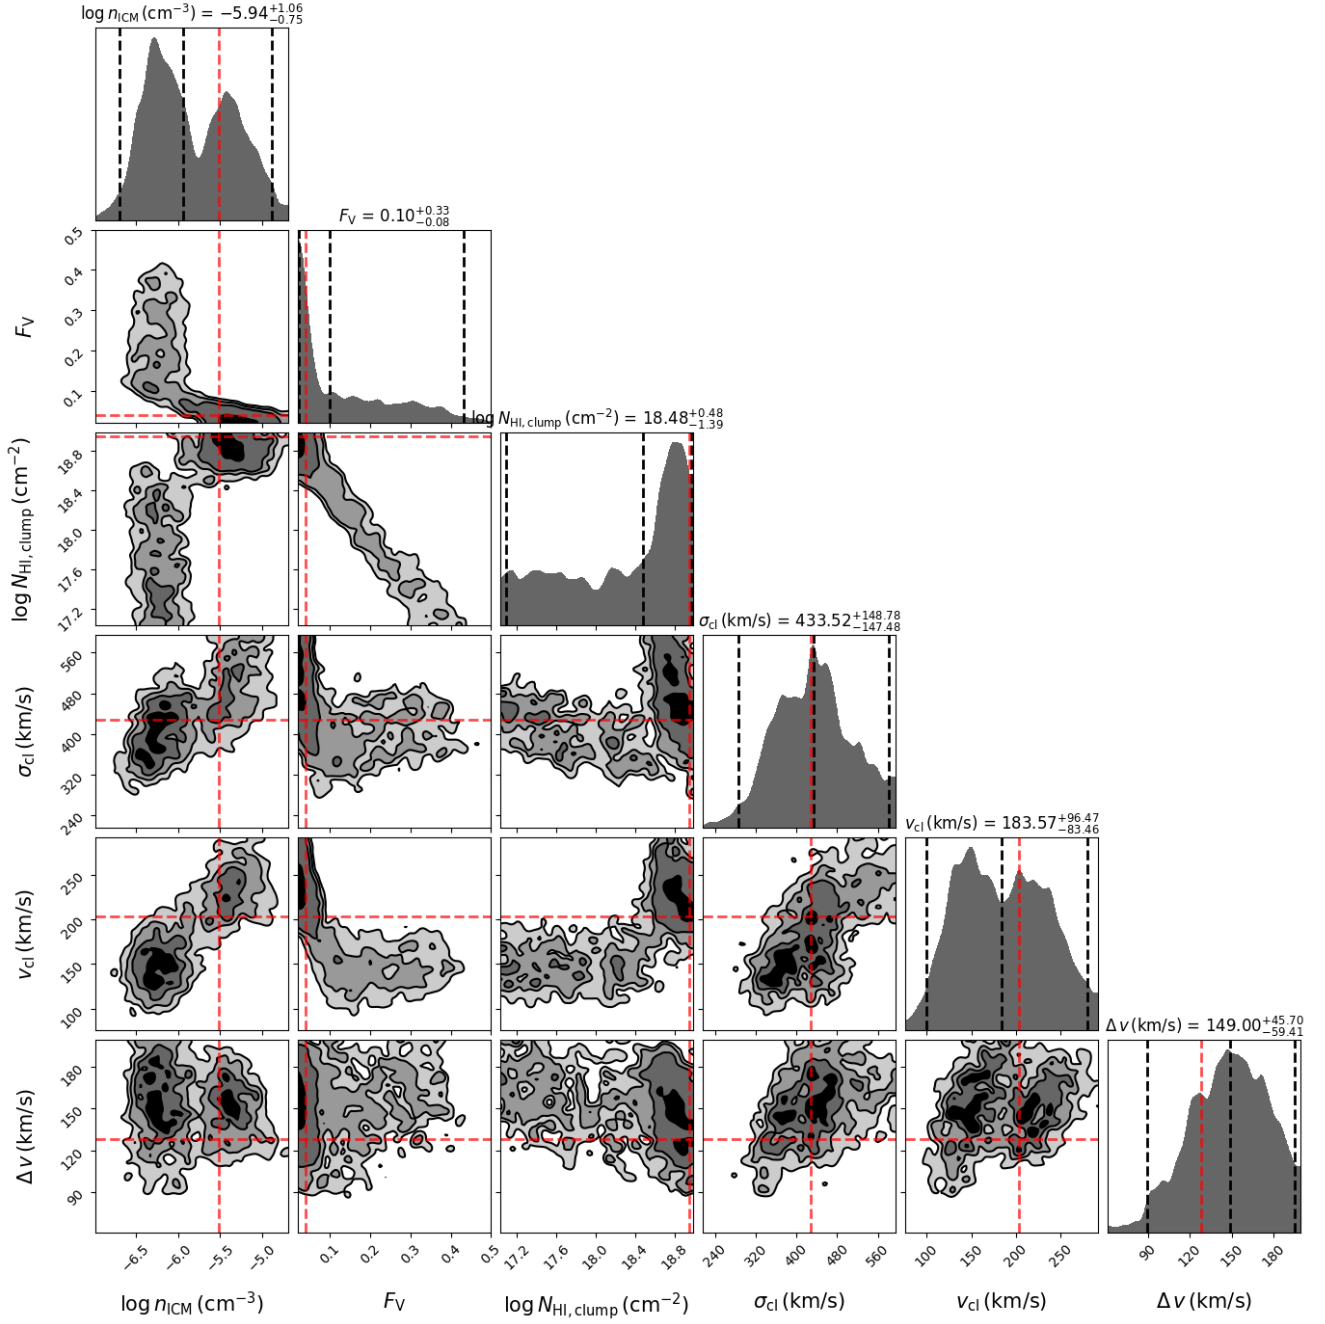 log n_ICM (cm⁻³) = −5.94 +1.06 −0.75
F_V = 0.10 +0.33 −0.08
0.5
0.4
0.3
0.2
0.1
F_V
log N_HI,clump (cm⁻²) = 18.48 +0.48 −1.39
18.8
18.4
18.0
17.6
17.2
log N_HI,clump (cm⁻²)
σ_cl (km/s) = 433.52 +148.78 −147.48
560
480
400
320
240
σ_cl (km/s)
v_cl (km/s) = 183.57 +96.47 −83.46
250
200
150
100
v_cl (km/s)
Δ v (km/s) = 149.00 +45.70 −59.41
180
150
120
90
Δ v (km/s)
−6.5 −6.0 −5.5 −5.0
0.1 0.2 0.3 0.4 0.5
17.2 17.6 18.0 18.4 18.8
240 320 400 480 560
100 150 200 250
90 120 150 180
log n_ICM (cm⁻³)
F_V
log N_HI,clump (cm⁻²)
σ_cl (km/s)
v_cl (km/s)
Δ v (km/s)